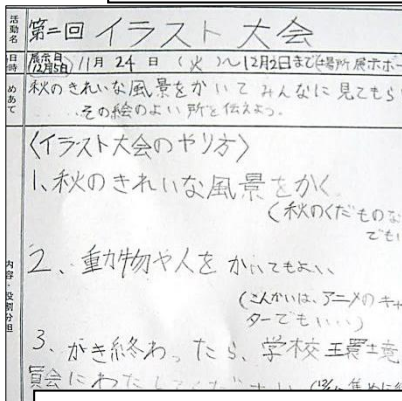 活動名
第二回 イラスト大会
日時
展示日
12月5日
11月 24日 (火)～12月2日まで(場所 展示ボー
めあて
秋のきれいな風景をかいて みんなに見てもら
その絵のよい所を伝えよう。
〈イラスト大会のやり方〉
1、秋のきれいな風景をかく
(秋のくだものな
でもい
内容・役割分担
2、動物や人を かいてもよい
(こんかいは、アニメのキャ
ターでもいい)
3、がき終わったら、学校
員会にわたしてください